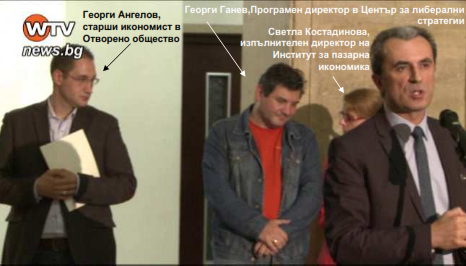 WTV
news.bg
Георги Ангелов,
старши икономист в
Отворено общество
Георги Ганев,Програмен директор в Център за либерални
стратегии
Светла Костадинова,
изпълнителен директор на
Институт за пазарна
икономика